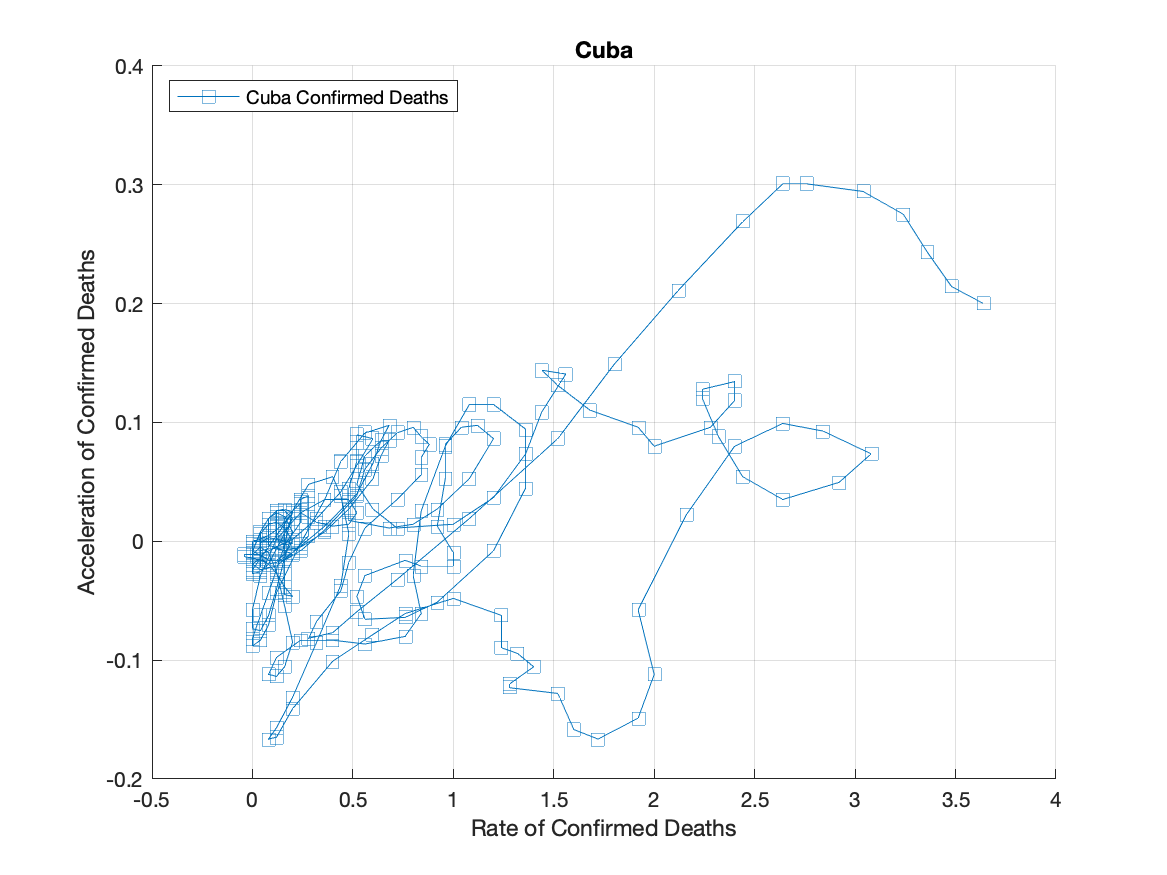 Cuba
Cuba Confirmed Deaths
0.4
0.3
0.2
0.1
0
-0.1
-0.2
Acceleration of Confirmed Deaths
-0.5 0 0.5 1 1.5 2 2.5 3 3.5 4
Rate of Confirmed Deaths